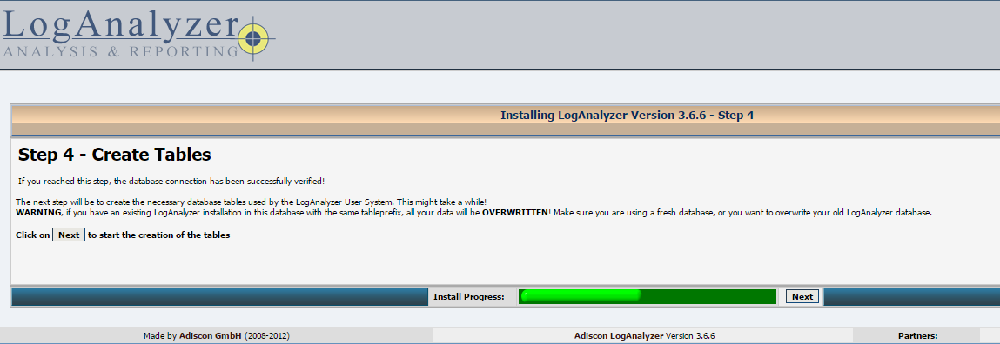 LogAnalyzer
ANALYSIS & REPORTING
Installing LogAnalyzer Version 3.6.6 - Step 4
Step 4 - Create Tables
If you reached this step, the database connection has been successfully verified!
The next step will be to create the necessary database tables used by the LogAnalyzer User System. This might take a while!
WARNING, if you have an existing LogAnalyzer installation in this database with the same tableprefix, all your data will be OVERWRITTEN! Make sure you are using a fresh database, or you want to overwrite your old LogAnalyzer database.
Click on Next to start the creation of the tables
Install Progress: Next
Made by Adiscon GmbH (2008-2012) Adiscon LogAnalyzer Version 3.6.6 Partners: